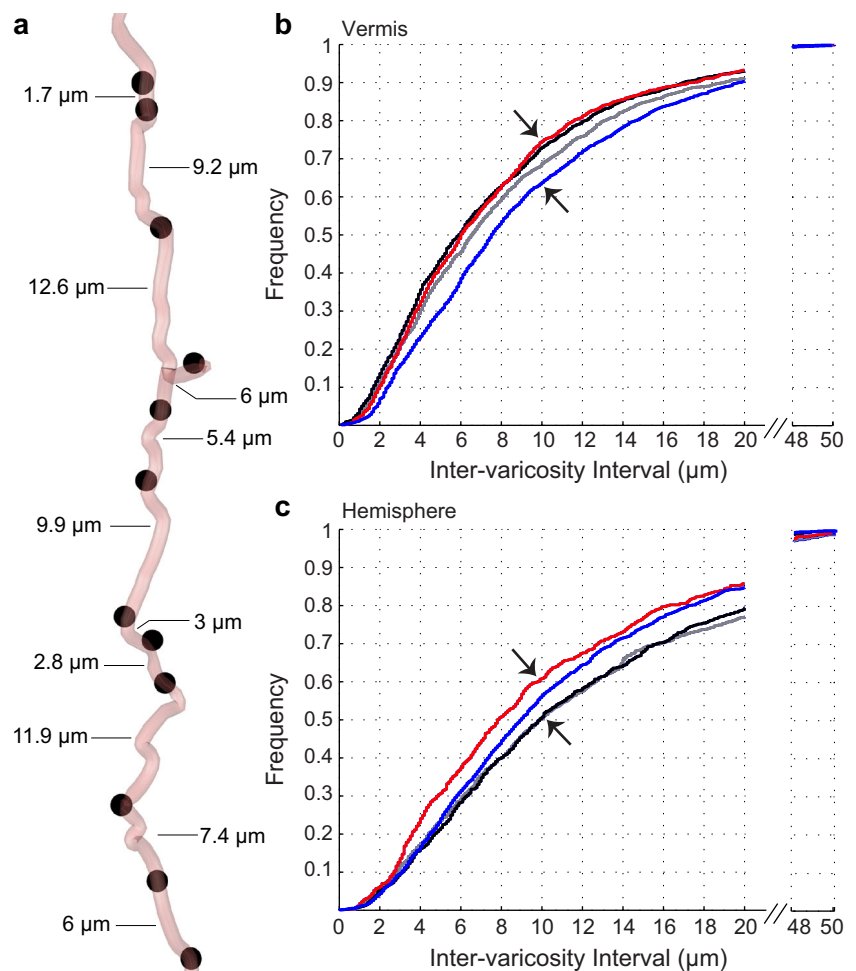 a
1.7 µm
9.2 µm
12.6 µm
6 µm
5.4 µm
9.9 µm
3 µm
2.8 µm
11.9 µm
7.4 µm
6 µm
b Vermis
Frequency
1
0.9
0.8
0.7
0.6
0.5
0.4
0.3
0.2
0.1
0 2 4 6 8 10 12 14 16 18 20 // 48 50
Inter-varicosity Interval (µm)
c Hemisphere
Frequency
1
0.9
0.8
0.7
0.6
0.5
0.4
0.3
0.2
0.1
0 2 4 6 8 10 12 14 16 18 20 // 48 50
Inter-varicosity Interval (µm)